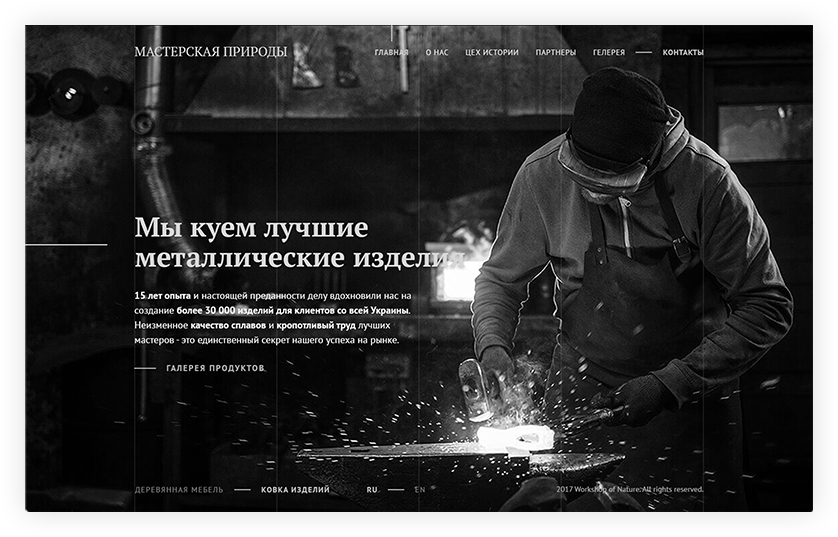 МАСТЕРСКАЯ ПРИРОДЫ
ГЛАВНАЯ О НАС ЦЕХ ИСТОРИИ ПАРТНЕРЫ ГЕЛЕРЕЯ КОНТАКТЫ
Мы куем лучшие
металлические изделия
15 лет опыта и настоящей преданности делу вдохновили нас на
создание более 30 000 изделий для клиентов со всей Украины.
Неизменное качество сплавов и кропотливый труд лучших
мастеров - это единственный секрет нашего успеха на рынке.
ГАЛЕРЕЯ ПРОДУКТОВ
ДЕРЕВЯННАЯ МЕБЕЛЬ КОВКА ИЗДЕЛИЙ RU EN 2017 Workshop of Nature. All rights reserved.